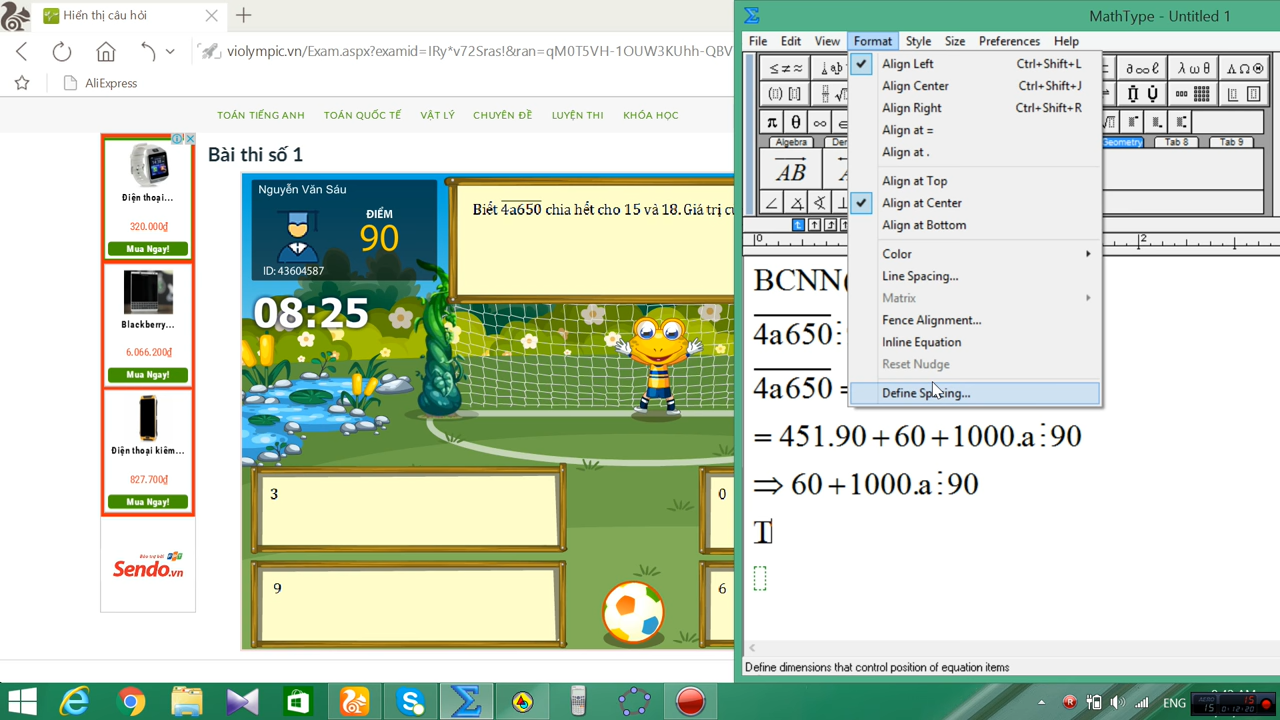 Hiển thị câu hỏi
violynpic.vn/Exam.aspx?examid=IRy*v72Sras!&ran=qM0T5VH-1OUW3KUhh-QBV
AliExpress
TOÁN TIẾNG ANH TOÁN QUỐC TẾ VẬT LÝ CHUYÊN ĐỀ LUYỆN THI KHÓA HỌC
Bài thi số 1
Điện thoại...
320.000₫
Mua Ngay!
Blackberry...
6.066.200₫
Mua Ngay!
Điện thoại kiêm...
827.700₫
Mua Ngay!
Sendo.vn
Nguyễn Văn Sáu
ĐIỂM
90
ID: 43604587
08:25
Biết 4a650 chia hết cho 15 và 18. Giá trị
3
0
9
6
MathType - Untitled 1
File Edit View Format Style Size Preferences Help
Align Left Ctrl+Shift+L
Align Center Ctrl+Shift+J
Align Right Ctrl+Shift+R
Align at =
Align at .
Align at Top
Align at Center
Align at Bottom
Color
Line Spacing...
Matrix
Fence Alignment...
Inline Equation
Reset Nudge
Define Spacing...
Algebra
Geometry Tab 8 Tab 9
AB
0 2
BCNN(
4a650⋮
4a650 =
= 451.90 + 60 + 1000.a⋮90
⇒ 60 + 1000.a⋮90
T
Define dimensions that control position of equation items
ENG